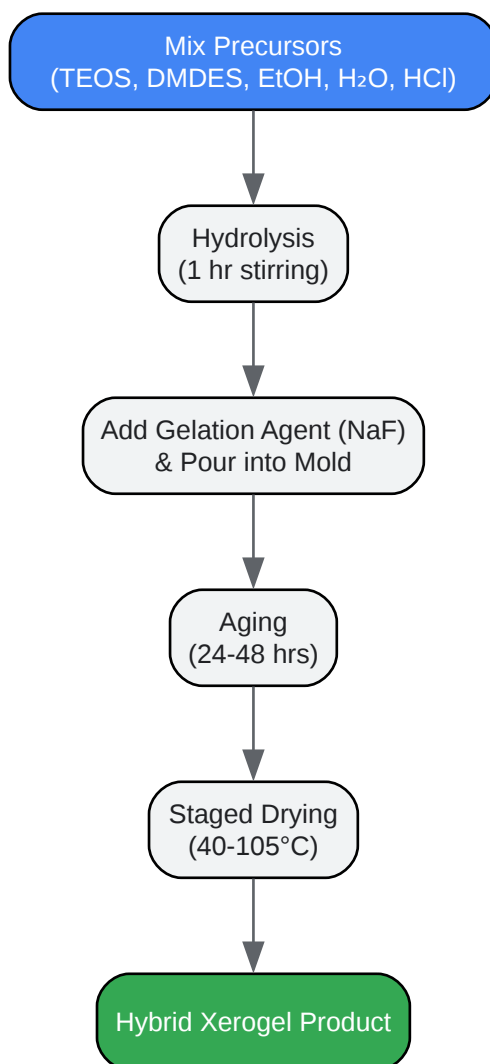 Mix Precursors
(TEOS, DMDES, EtOH, H₂O, HCl)
Hydrolysis
(1 hr stirring)
Add Gelation Agent (NaF)
& Pour into Mold
Aging
(24-48 hrs)
Staged Drying
(40-105°C)
Hybrid Xerogel Product